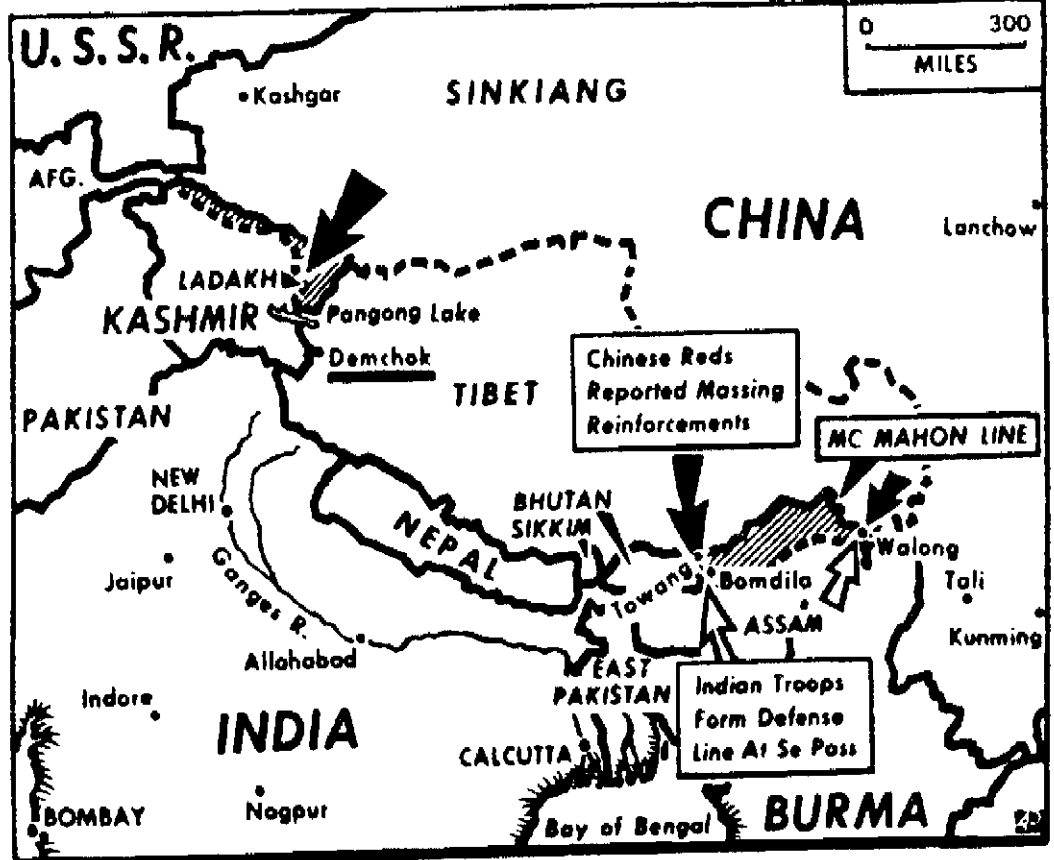 U.S.S.R.
0 300
MILES
Kashgar
SINKIANG
AFG.
CHINA
Lanchow
LADAKH
KASHMIR
Pangong Lake
Demchok
TIBET
PAKISTAN
Chinese Reds
Reported Massing
Reinforcements
MC MAHON LINE
NEW
DELHI
BHUTAN
SIKKIM
NEPAL
Jaipur
Ganges R.
Towang
Bomdila
Walong
Tali
ASSAM
Kunming
Allahabad
EAST
PAKISTAN
Indian Troops
Form Defense
Line At Se Pass
Indore
INDIA
CALCUTTA
Nagpur
BOMBAY
Bay of Bengal
BURMA